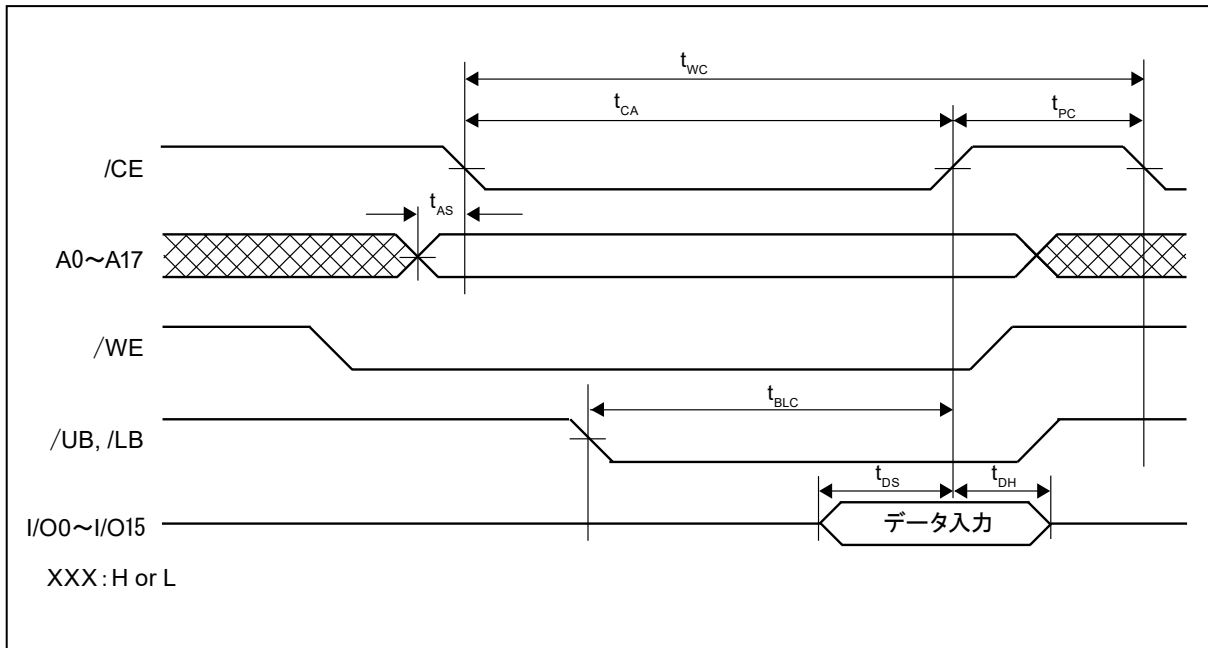 tWC
tCA
tPC
/CE
tAS
A0～A17
/WE
tBLC
/UB, /LB
tDS
tDH
I/O0～I/O15
データ入力
XXX：H or L